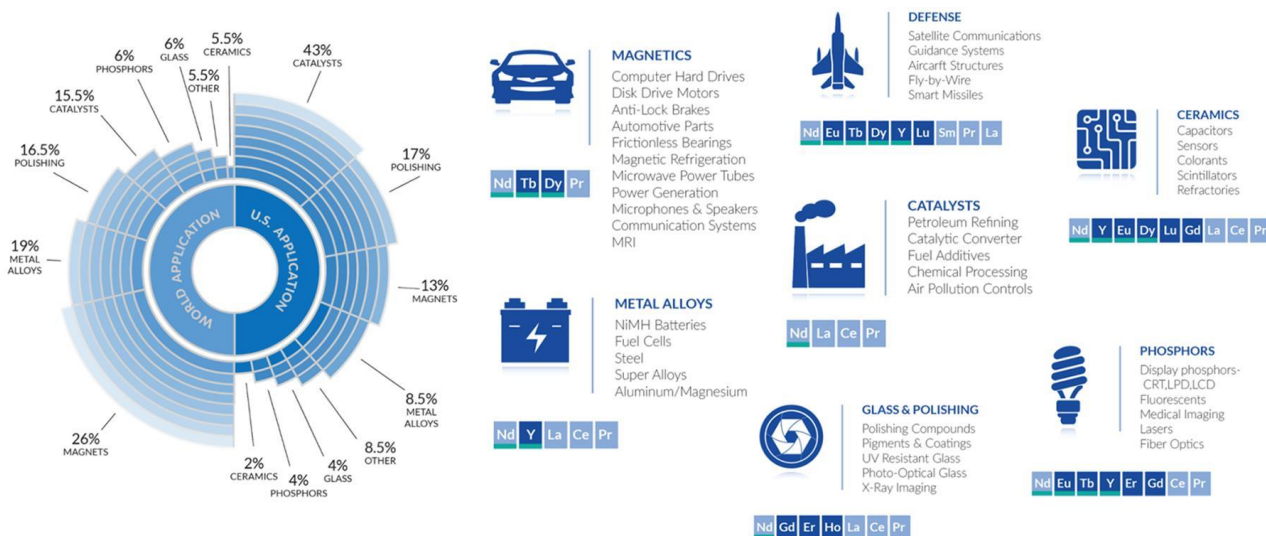 5.5%
CERAMICS
6%
GLASS
5.5%
OTHER
6%
PHOSPHORS
15.5%
CATALYSTS
16.5%
POLISHING
19%
METAL
ALLOYS
26%
MAGNETS
WORLD APPLICATION
U.S. APPLICATION
43%
CATALYSTS
17%
POLISHING
13%
MAGNETS
8.5%
METAL
ALLOYS
8.5%
OTHER
4%
GLASS
4%
PHOSPHORS
2%
CERAMICS
MAGNETICS
Computer Hard Drives
Disk Drive Motors
Anti-Lock Brakes
Automotive Parts
Frictionless Bearings
Magnetic Refrigeration
Microwave Power Tubes
Power Generation
Microphones & Speakers
Communication Systems
MRI
Nd Tb Dy Pr
METAL ALLOYS
NiMH Batteries
Fuel Cells
Steel
Super Alloys
Aluminum/Magnesium
Nd Y La Ce Pr
DEFENSE
Satellite Communications
Guidance Systems
Aircarft Structures
Fly-by-Wire
Smart Missiles
Nd Eu Tb Dy Y Lu Sm Pr La
CATALYSTS
Petroleum Refining
Catalytic Converter
Fuel Additives
Chemical Processing
Air Pollution Controls
Nd La Ce Pr
GLASS & POLISHING
Polishing Compounds
Pigments & Coatings
UV Resistant Glass
Photo-Optical Glass
X-Ray Imaging
Nd Gd Er Ho La Ce Pr
CERAMICS
Capacitors
Sensors
Colorants
Scintillators
Refractories
Nd Y Eu Dy Lu Gd La Ce Pr
PHOSPHORS
Display phosphors-
CRT,LPD,LCD
Fluorescents
Medical Imaging
Lasers
Fiber Optics
Nd Eu Tb Y Er Gd Ce Pr